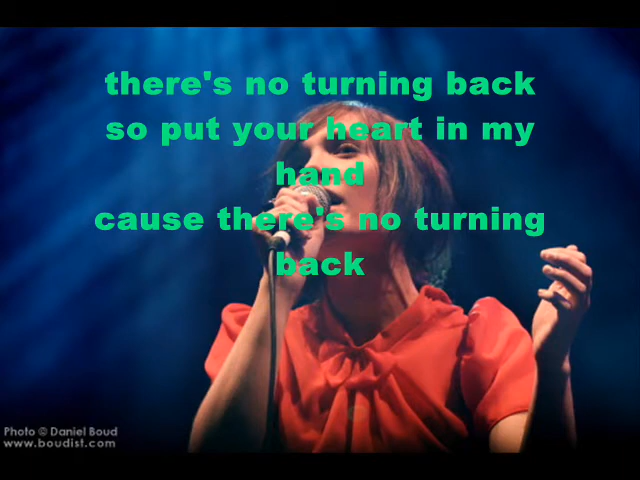 there's no turning back
so put your heart in my
hand
cause there's no turning
back
Photo © Daniel Boud
www.boudist.com